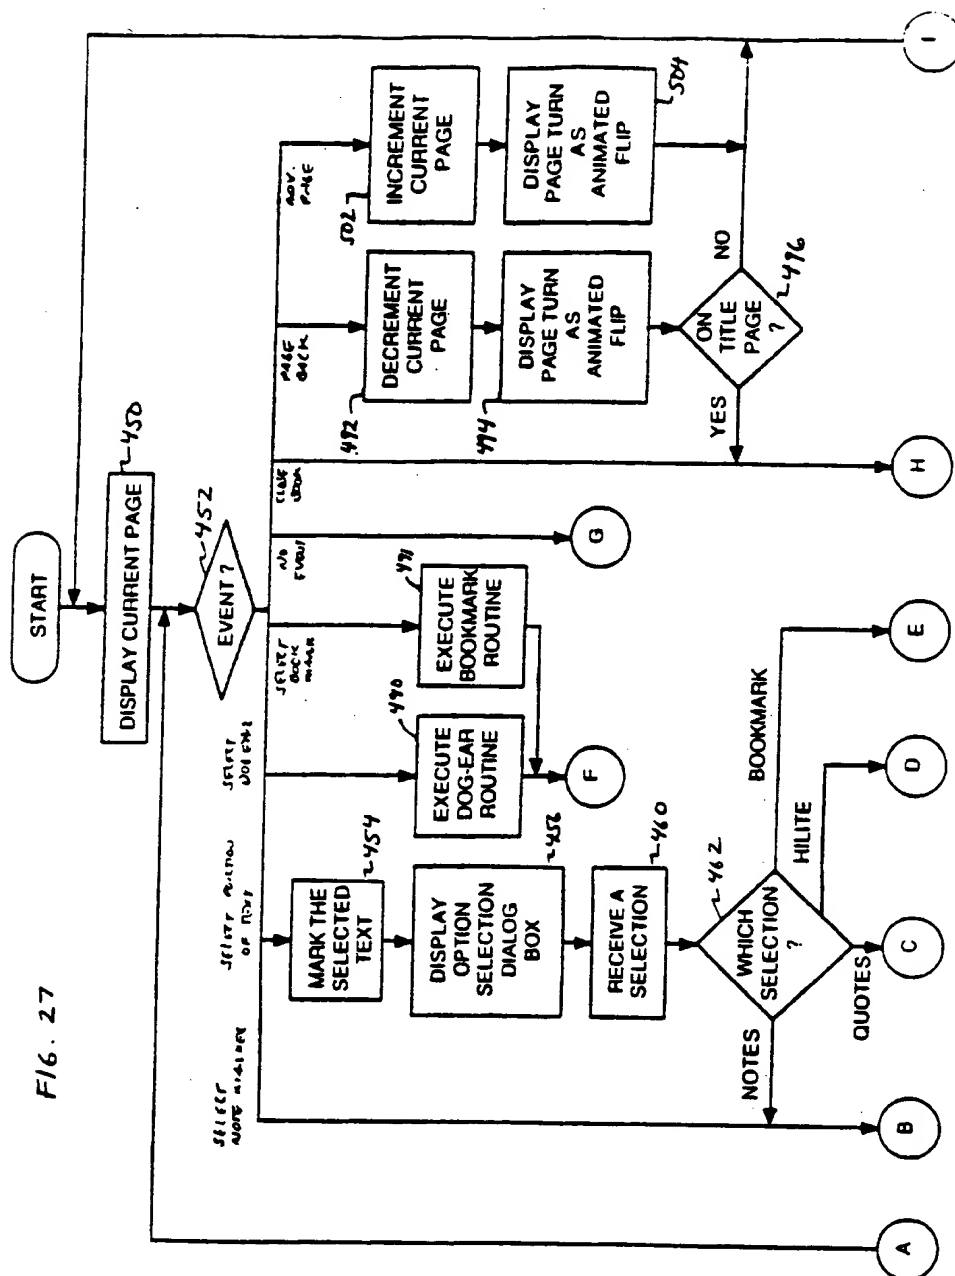 FIG. 27
START
DISPLAY CURRENT PAGE
450
EVENT ?
452
SELECT
NOTE MARKER
SELECT PORTION
OF TEXT
SELECT
DOG EAR
SELECT
BOOK
MARK
NO
EVENT
CLOSE
BOOK
PAGE
BACK
ADV.
PAGE
MARK THE
SELECTED
TEXT
454
DISPLAY
OPTION
SELECTION
DIALOG
BOX
456
RECEIVE A
SELECTION
460
WHICH
SELECTION
?
462
NOTES
QUOTES
HILITE
BOOKMARK
490
EXECUTE
DOG-EAR
ROUTINE
491
EXECUTE
BOOKMARK
ROUTINE
492
DECREMENT
CURRENT
PAGE
494
DISPLAY
PAGE TURN
AS
ANIMATED
FLIP
ON
TITLE
PAGE
?
496
YES
NO
502
INCREMENT
CURRENT
PAGE
DISPLAY
PAGE TURN
AS
ANIMATED
FLIP
504
A
B
C
D
E
F
G
H
I